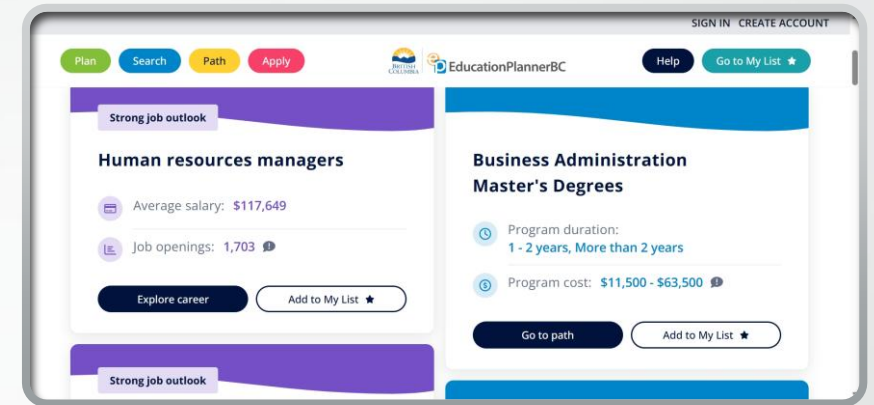 SIGN IN CREATE ACCOUNT
Plan Search Path Apply
BRITISH
COLUMBIA
EducationPlannerBC
Help Go to My List
Strong job outlook
Human resources managers
Average salary: $117,649
Job openings: 1,703
Explore career Add to My List
Business Administration
Master's Degrees
Program duration:
1 - 2 years, More than 2 years
Program cost: $11,500 - $63,500
Go to path Add to My List
Strong job outlook